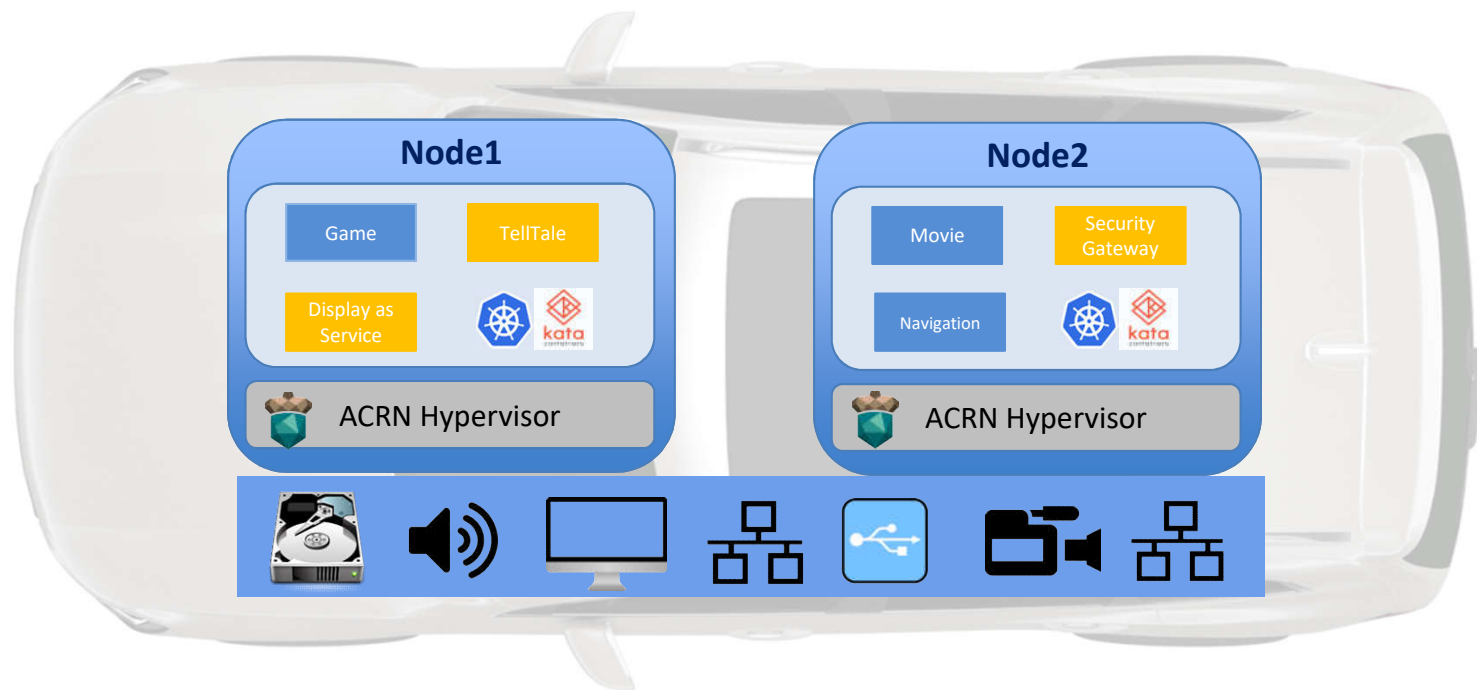 Node1
Game
TellTale
Display as
Service
kata
ACRN Hypervisor
Node2
Movie
Security
Gateway
Navigation
kata
ACRN Hypervisor